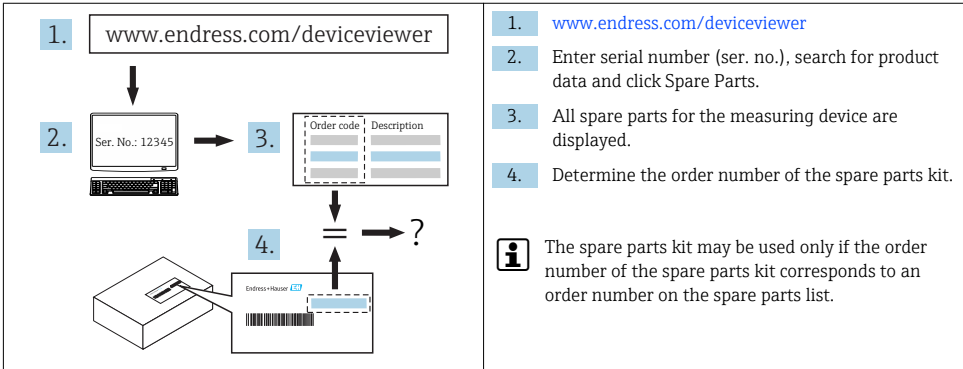 1.
www.endress.com/deviceviewer
2.
Ser. No.: 12345
3.
Order code
Description
=
?
4.
Endress+Hauser EH
1. www.endress.com/deviceviewer
2. Enter serial number (ser. no.), search for product
data and click Spare Parts.
3. All spare parts for the measuring device are
displayed.
4. Determine the order number of the spare parts kit.
i The spare parts kit may be used only if the order
number of the spare parts kit corresponds to an
order number on the spare parts list.